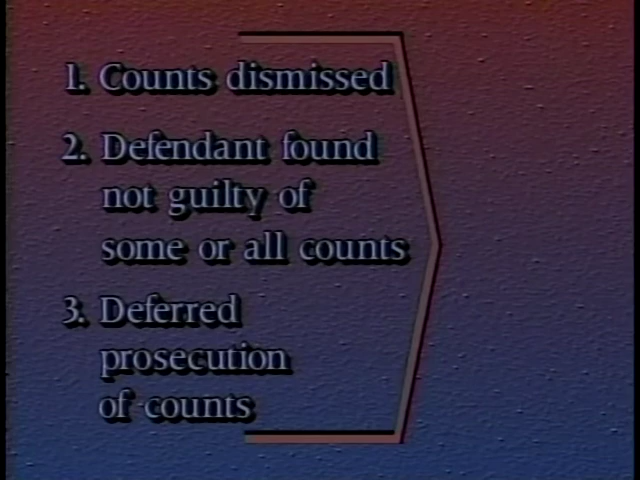 1. Counts dismissed
2. Defendant found
not guilty of
some or all counts
3. Deferred
prosecution
of counts